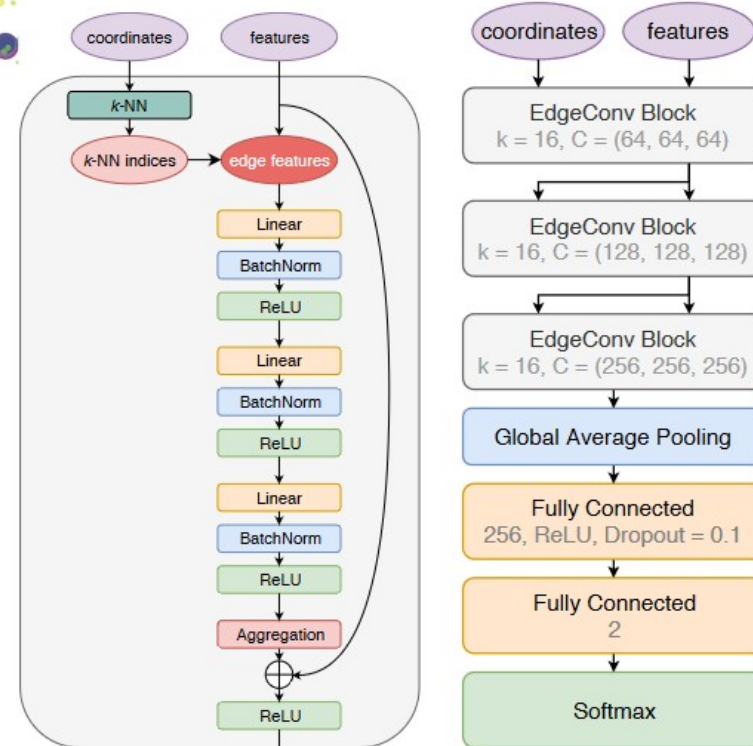 coordinates
features
k-NN
k-NN indices
edge features
Linear
BatchNorm
ReLU
Linear
BatchNorm
ReLU
Linear
BatchNorm
ReLU
Aggregation
ReLU
coordinates
features
EdgeConv Block
k = 16, C = (64, 64, 64)
EdgeConv Block
k = 16, C = (128, 128, 128)
EdgeConv Block
k = 16, C = (256, 256, 256)
Global Average Pooling
Fully Connected
256, ReLU, Dropout = 0.1
Fully Connected
2
Softmax